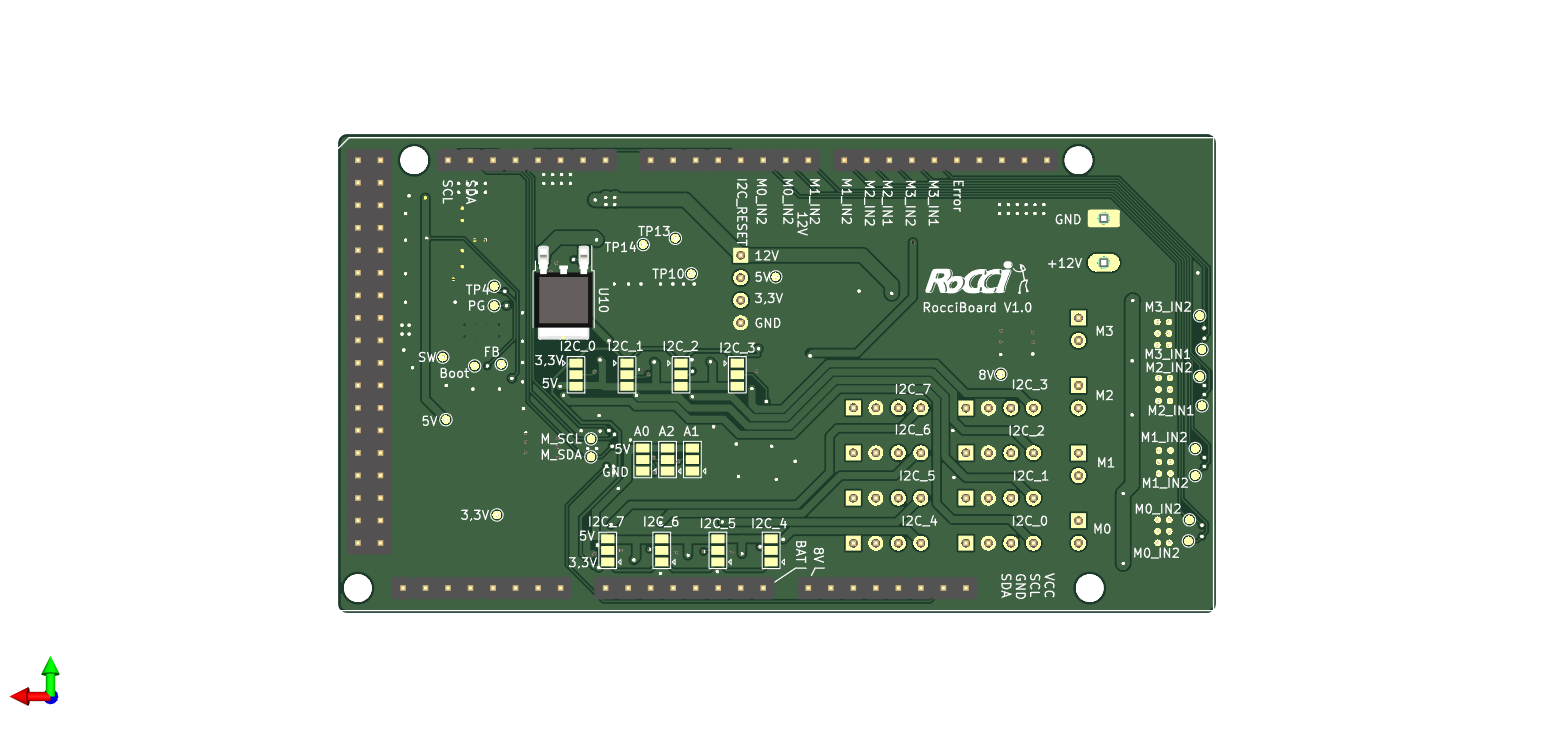 SCL
SDA
I2C_RESET
M0_IN2
M0_IN2
12V
M1_IN2
M1_IN2
M2_IN2
M2_IN1
M3_IN2
M3_IN1
Error
GND
+12V
TP13
TP14
TP10
12V
5V
3,3V
GND
RoCCi
RocciBoard V1.0
TP4
PG
U10
SW
FB
Boot
5V
3,3V
5V
I2C_0
I2C_1
I2C_2
I2C_3
8V
M3
M3_IN2
M3_IN1
M2_IN2
M2
M2_IN1
I2C_7
I2C_3
I2C_6
I2C_2
I2C_5
I2C_1
I2C_4
I2C_0
M_SCL
M_SDA
A0
A2
A1
5V
GND
M1_IN2
M1
M1_IN2
M0_IN2
M0
M0_IN2
3,3V
I2C_7
I2C_6
I2C_5
I2C_4
5V
3,3V
BAT
8V
SDA
GND
SCL
VCC